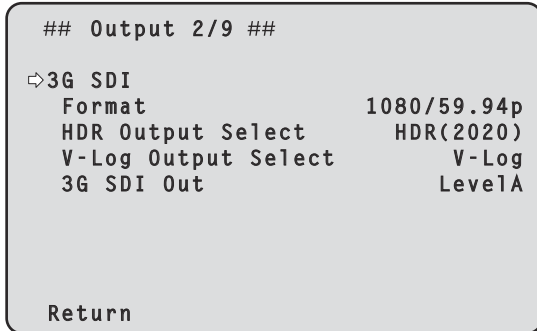 ## Output 2/9 ##
⇨3G SDI
Format 1080/59.94p
HDR Output Select HDR(2020)
V-Log Output Select V-Log
3G SDI Out LevelA
Return